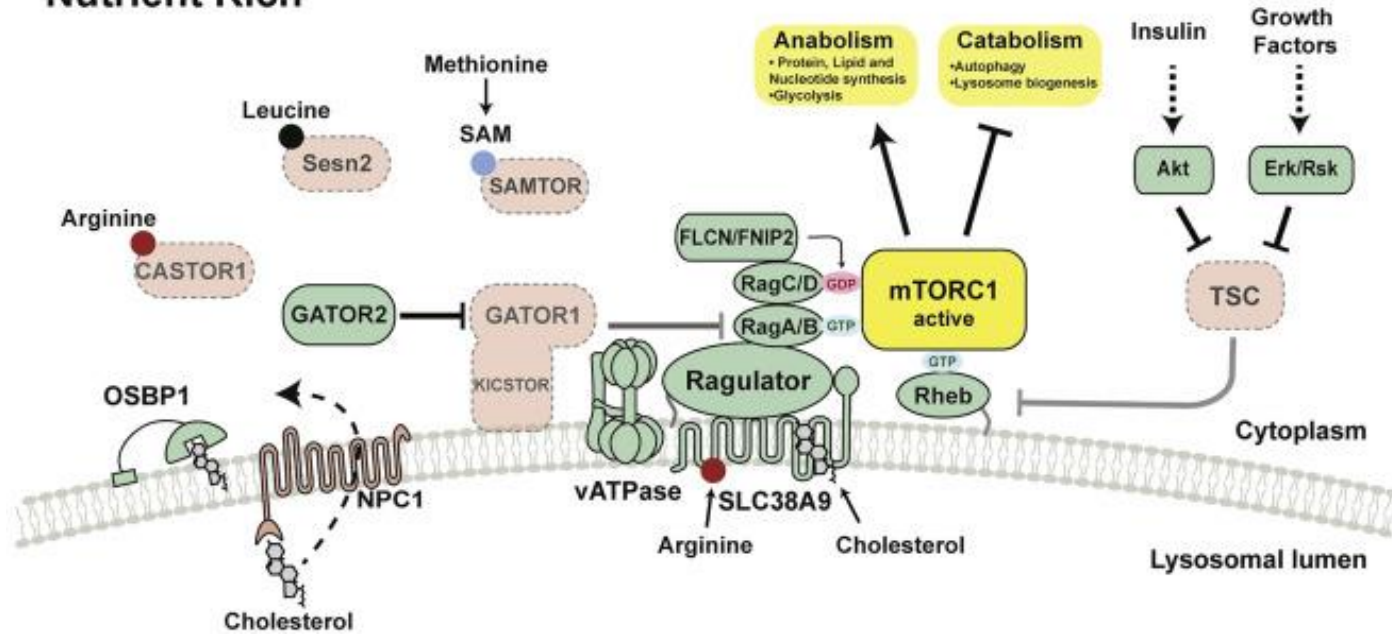 Nutrient Rich
Anabolism
• Protein, Lipid and
Nucleotide synthesis
•Glycolysis
Catabolism
•Autophagy
•Lysosome biogenesis
Insulin
Growth
Factors
Methionine
SAM
SAMTOR
Leucine
Sesn2
Akt
Erk/Rsk
Arginine
CASTOR1
FLCN/FNIP2
RagC/D
GDP
mTORC1
active
TSC
GATOR2
GATOR1
RagA/B
GTP
KICSTOR
Ragulator
GTP
Rheb
OSBP1
Cytoplasm
NPC1
vATPase
SLC38A9
Arginine
Cholesterol
Lysosomal lumen
Cholesterol